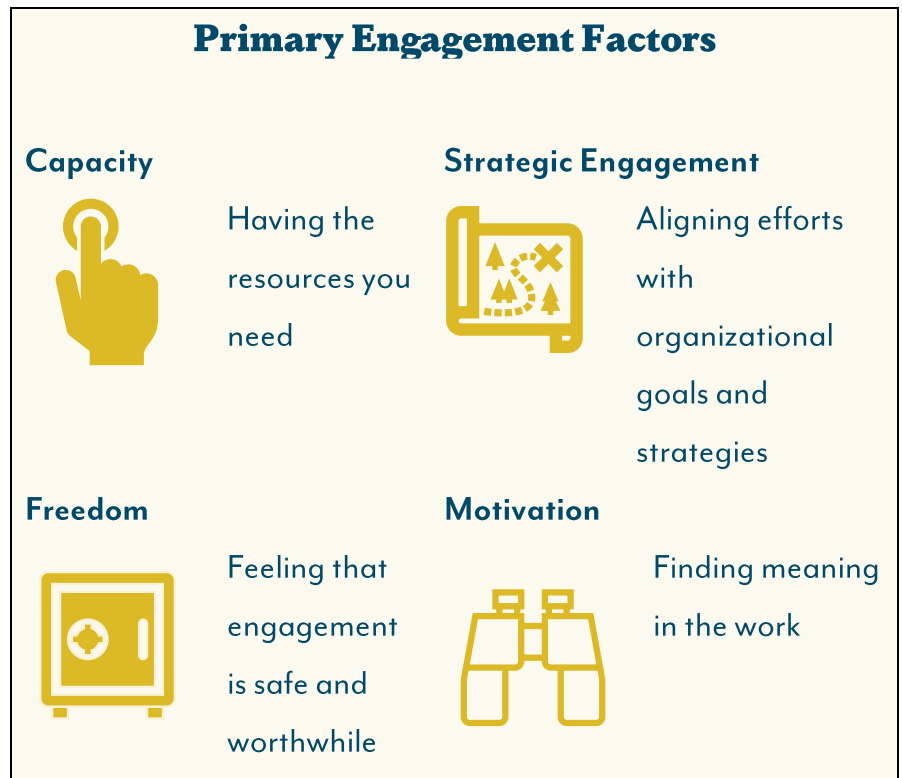 Primary Engagement Factors
Capacity
Having the
resources you
need
Strategic Engagement
Aligning efforts
with
organizational
goals and
strategies
Freedom
Feeling that
engagement
is safe and
worthwhile
Motivation
Finding meaning
in the work